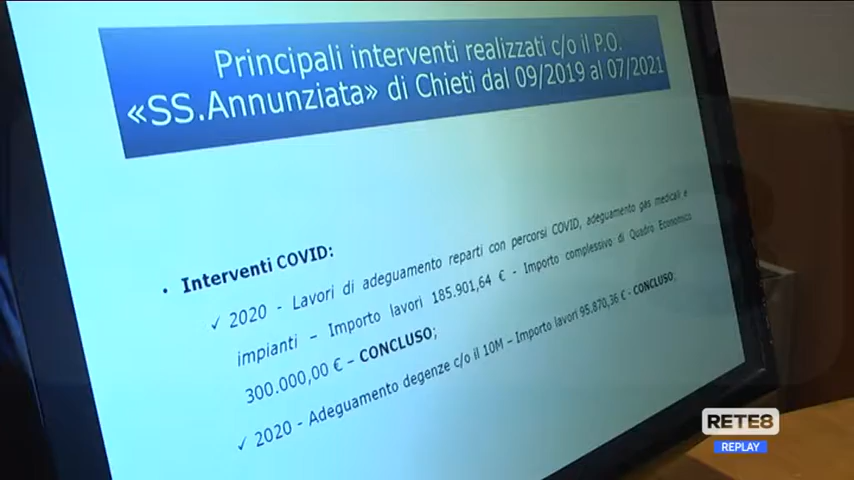 Principali interventi realizzati c/o il P.O.
«SS.Annunziata» di Chieti dal 09/2019 al 07/2021
• Interventi COVID:
✓ 2020 - Lavori di adeguamento reparti con percorsi COVID, adeguamento gas medicali e
impianti – Importo lavori 185.901,64 € - Importo complessivo di Quadro Economico
300.000,00 € – CONCLUSO;
✓ 2020 - Adeguamento degenze c/o il 10M – Importo lavori 95.870,36 € - CONCLUSO;
RETE8
REPLAY